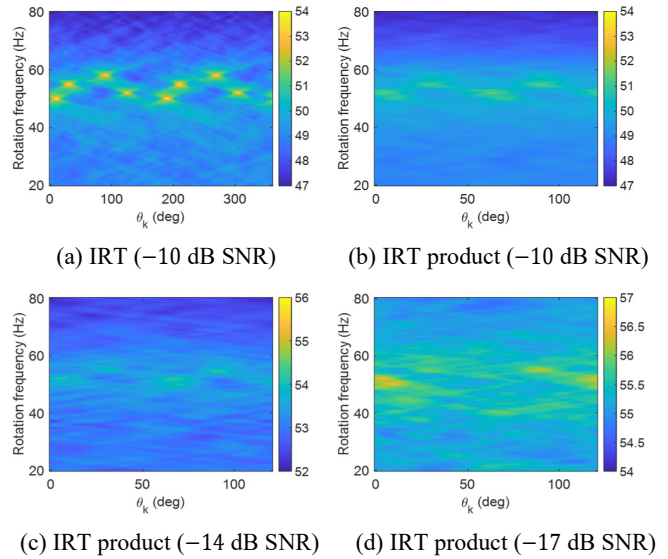 80
60
40
20
Rotation frequency (Hz)
0 100 200 300
θk (deg)
54
53
52
51
50
49
48
47
(a) IRT (−10 dB SNR)
80
60
40
20
Rotation frequency (Hz)
0 50 100
θk (deg)
54
53
52
51
50
49
48
47
(b) IRT product (−10 dB SNR)
80
60
40
20
Rotation frequency (Hz)
0 50 100
θk (deg)
56
55
54
53
52
(c) IRT product (−14 dB SNR)
80
60
40
20
Rotation frequency (Hz)
0 50 100
θk (deg)
57
56.5
56
55.5
55
54.5
54
(d) IRT product (−17 dB SNR)